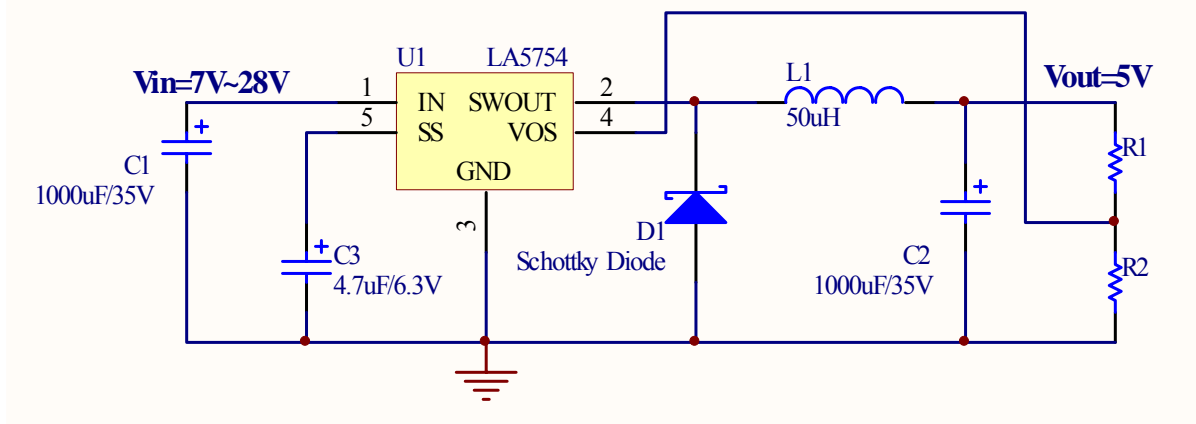 U1 LA5754
Vin=7V~28V
L1
Vout=5V
1 IN SWOUT 2
5 SS VOS 4
50uH
C1
1000uF/35V
GND
R1
3
D1
Schottky Diode
C3
4.7uF/6.3V
C2
1000uF/35V
R2